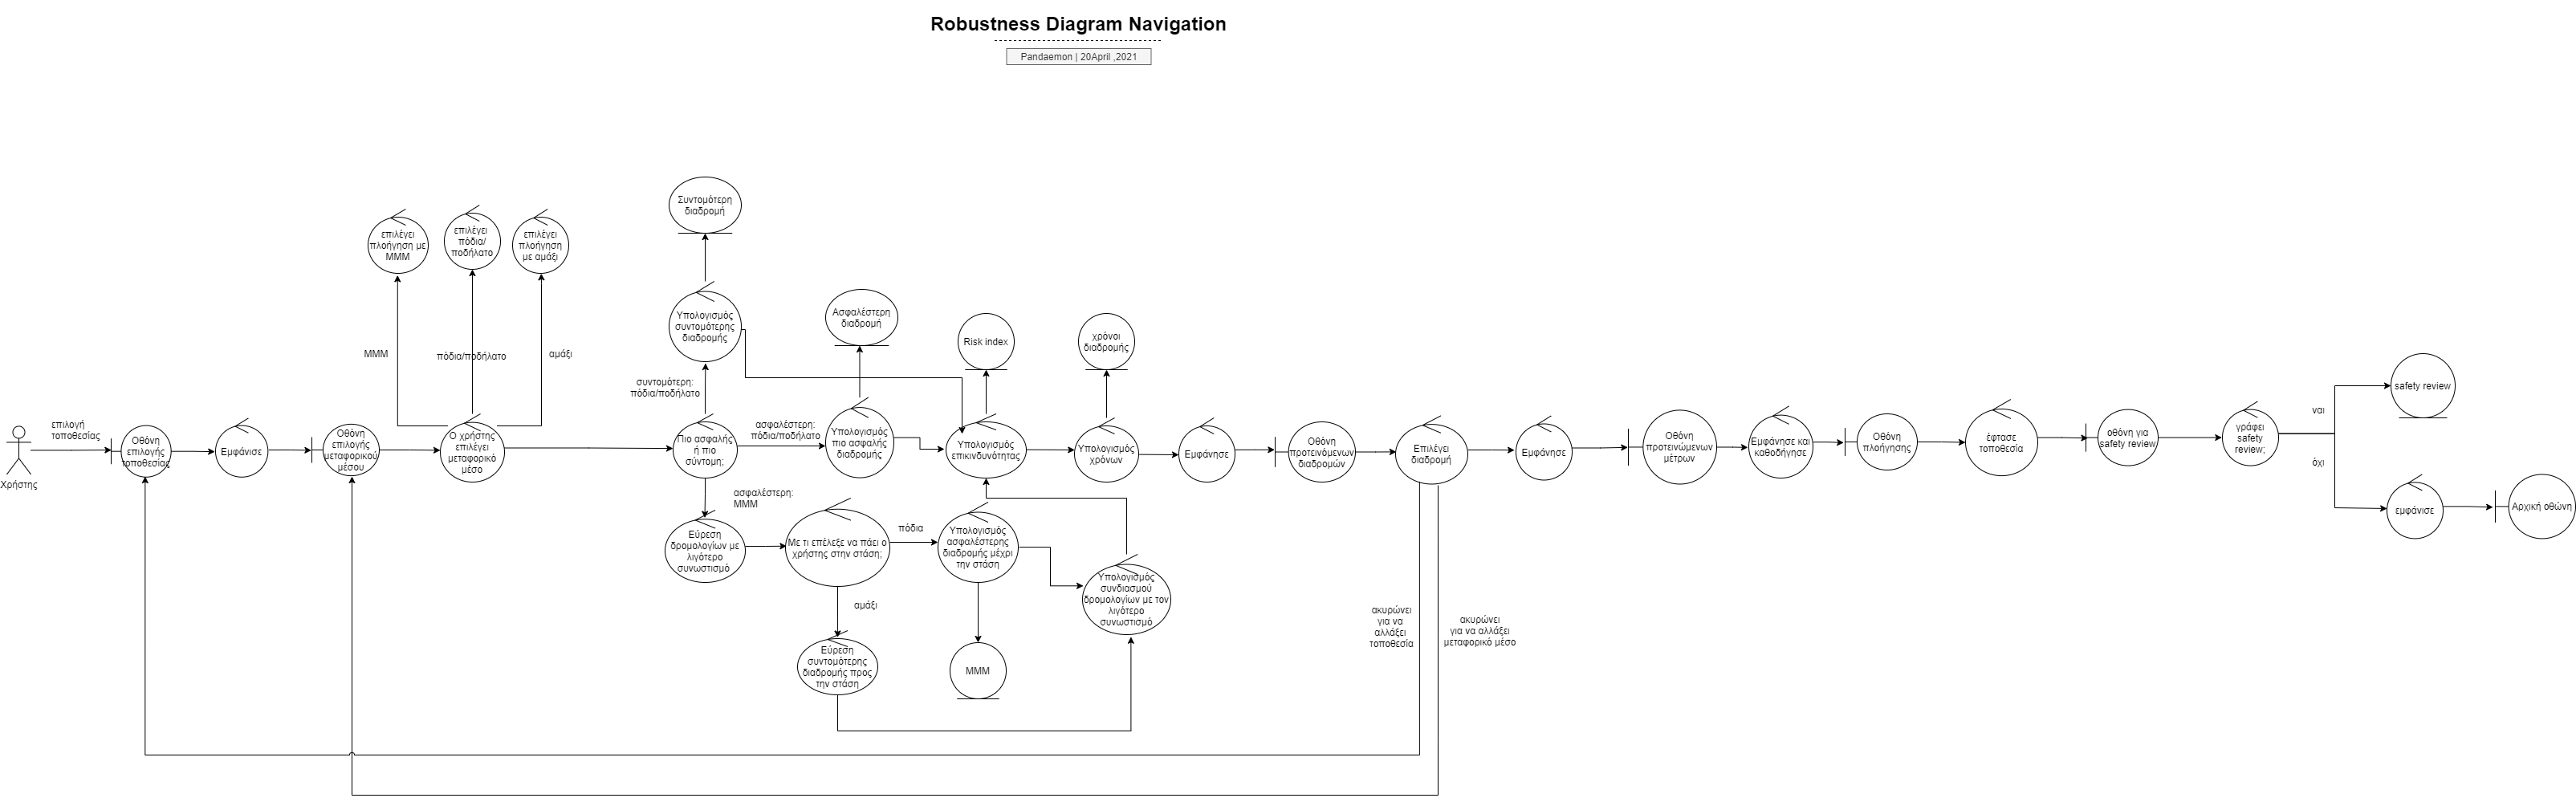 Robustness Diagram Navigation
Pandaemon | 20April ,2021
Χρήστης
επιλογή
τοποθεσίας
Οθόνη
επιλογής
τοποθεσίας
Εμφάνισε
Οθόνη
επιλογής
μεταφορικού
μέσου
Ο χρήστης
επιλέγει
μεταφορικό
μέσο
ΜΜΜ
πόδια/ποδήλατο
αμάξι
επιλέγει
πλοήγηση με
ΜΜΜ
επιλέγει
πόδια/
ποδήλατο
επιλέγει
πλοήγηση
με αμάξι
Πιο ασφαλής
ή πιο
σύντομη;
συντομότερη:
πόδια/ποδήλατο
Υπολογισμός
συντομότερης
διαδρομής
Συντομότερη
διαδρομή
ασφαλέστερη:
πόδια/ποδήλατο
Υπολογισμός
πιο ασφαλής
διαδρομής
Ασφαλέστερη
διαδρομή
ασφαλέστερη:
ΜΜΜ
Εύρεση
δρομολογίων με
λιγότερο
συνωστισμό
Με τι επέλεξε να πάει ο
χρήστης στην στάση;
πόδια
αμάξι
Υπολογισμός
ασφαλέστερης
διαδρομής μέχρι
την στάση
ΜΜΜ
Εύρεση
συντομότερης
διαδρομής προς
την στάση
Υπολογισμός
συνδιασμού
δρομολογίων με τον
λιγότερο
συνωστισμό
Υπολογισμός
επικινδυνότητας
Risk index
Υπολογισμός
χρόνων
χρόνοι
διαδρομής
Εμφάνησε
Οθόνη
προτεινόμενων
διαδρομών
Επιλέγει
διαδρομή
ακυρώνει
για να
αλλάξει
τοποθεσία
ακυρώνει
για να αλλάξει
μεταφορικό μέσο
Εμφάνησε
Οθόνη
προτεινώμενων
μέτρων
Εμφάνησε και
καθοδήγησε
Οθόνη
πλοήγησης
έφτασε
τοποθεσία
οθόνη για
safety review
γράφει
safety
review;
ναι
όχι
safety review
εμφάνισε
Αρχική οθώνη